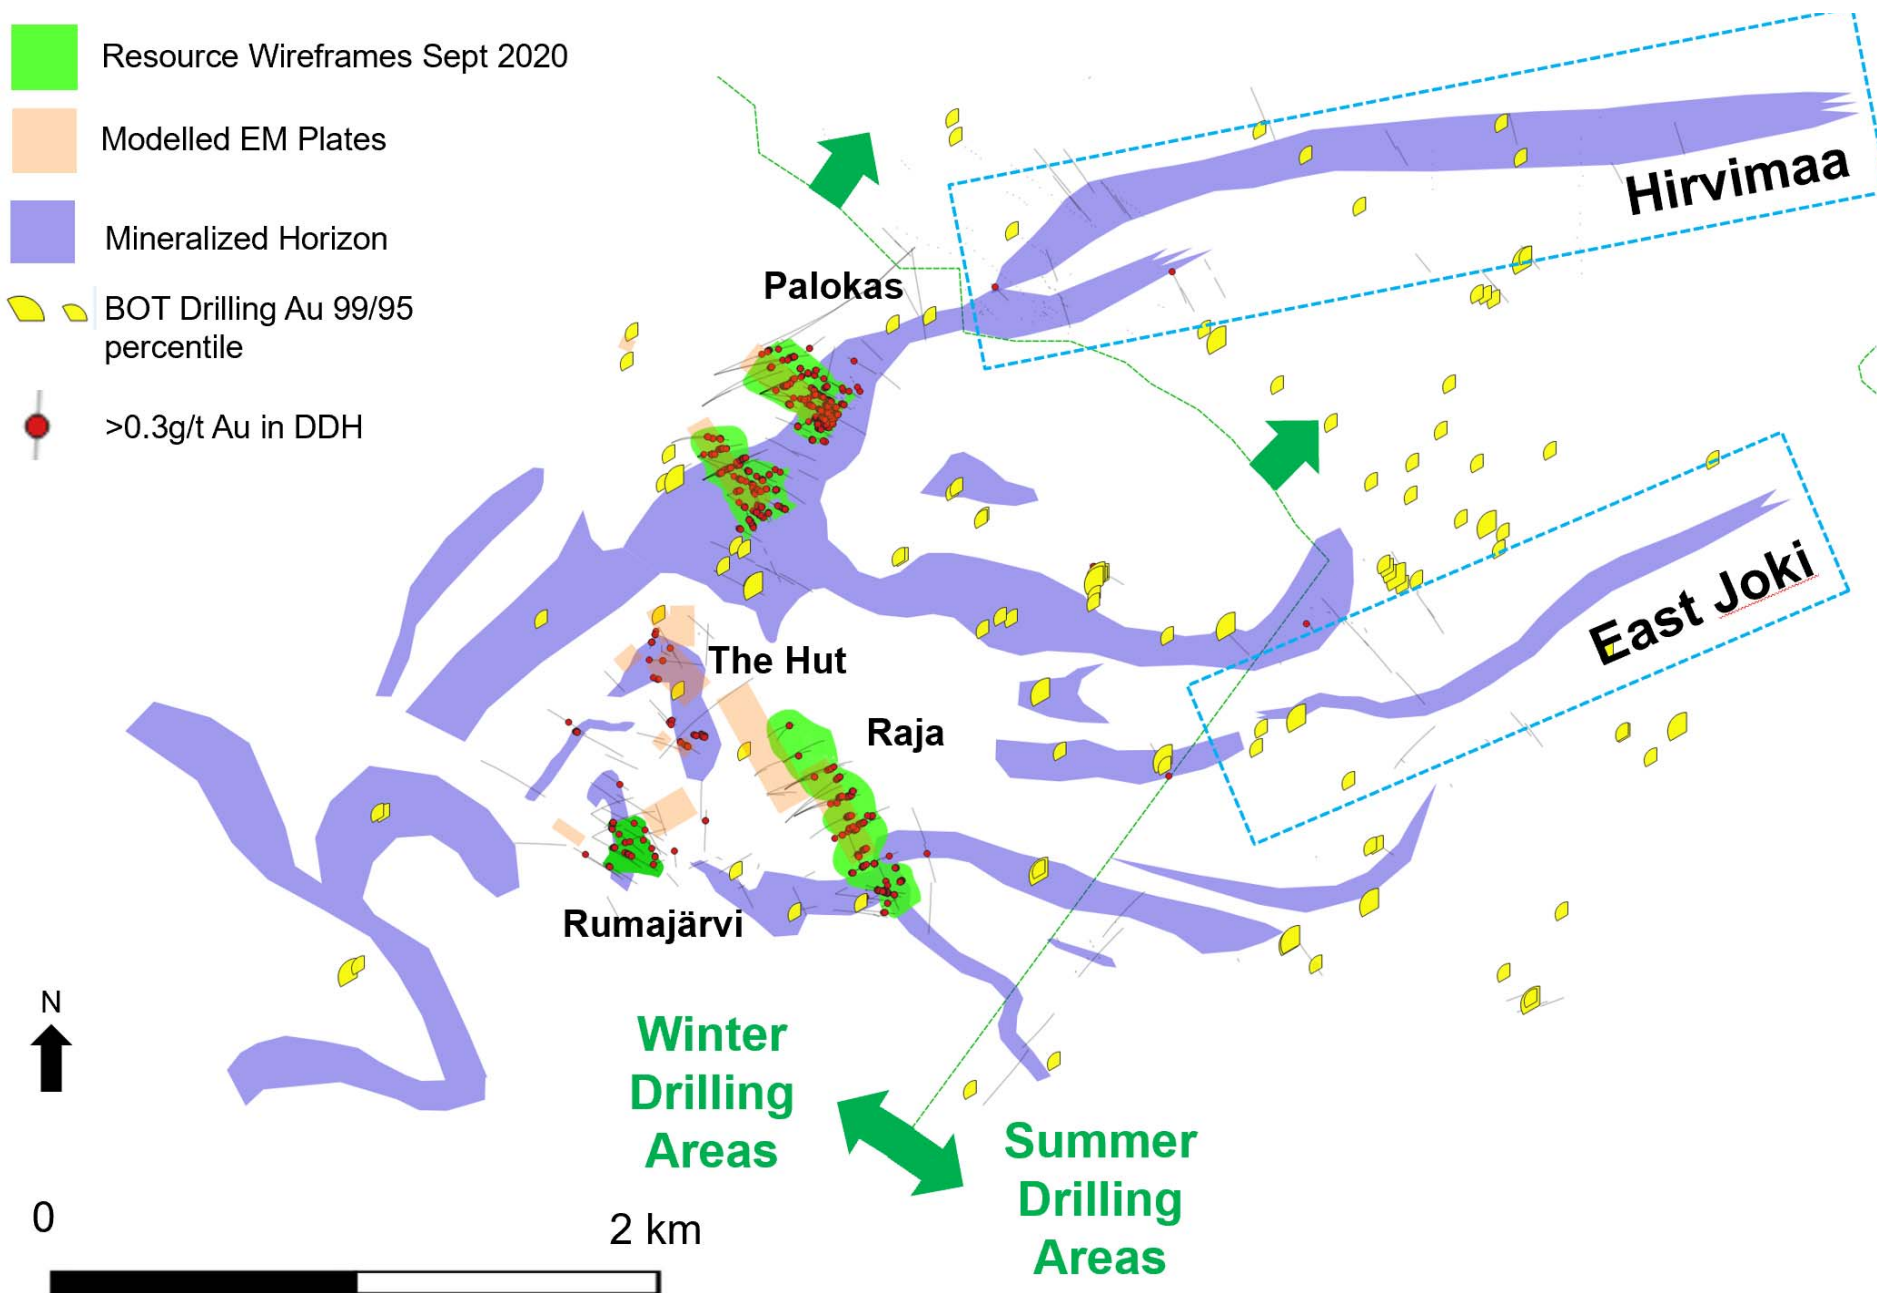 Resource Wireframes Sept 2020
Modelled EM Plates
Mineralized Horizon
BOT Drilling Au 99/95
percentile
>0.3g/t Au in DDH
Hirvimaa
Palokas
East Joki
The Hut
Raja
Rumajärvi
N
Winter
Drilling
Areas
Summer
Drilling
Areas
0
2 km